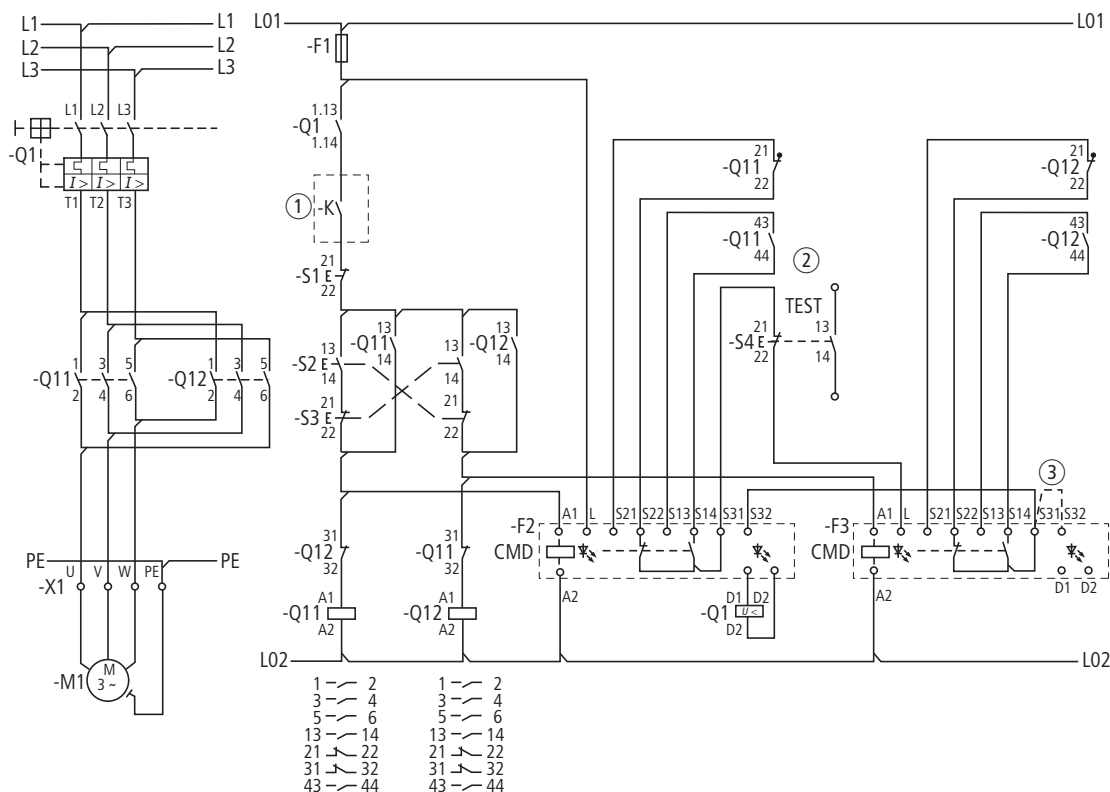 L1 L1
L2 L2
L3 L3
L1 L2 L3
-Q1
I > I > I >
T1 T2 T3
1 3 5
-Q11
2 4 6
1 3 5
-Q12
2 4 6
PE PE
U V W PE
-X1
-M1
M
3 ~
L01 L01
-F1
1.13
-Q1
1.14
1 -K
21
-S1 E
22
13
-S2 E
14
21
-S3 E
22
13
-Q11
14
13
14
21
22
13
-Q12
14
31
-Q12
32
31
-Q11
32
A1
-Q11
A2
A1
-Q12
A2
L02 L02
21
-Q11
22
43
-Q11
44
2
TEST
21
-S4 E
22
13
14
21
-Q12
22
43
-Q12
44
3
-F2
CMD
A1 L S21 S22 S13 S14 S31 S32
A2
D1 D2
-Q1 U <
D2
-F3
CMD
A1 L S21 S22 S13 S14 S31 S32
A2
D1 D2
1 2
3 4
5 6
13 14
21 22
31 32
43 44
1 2
3 4
5 6
13 14
21 22
31 32
43 44